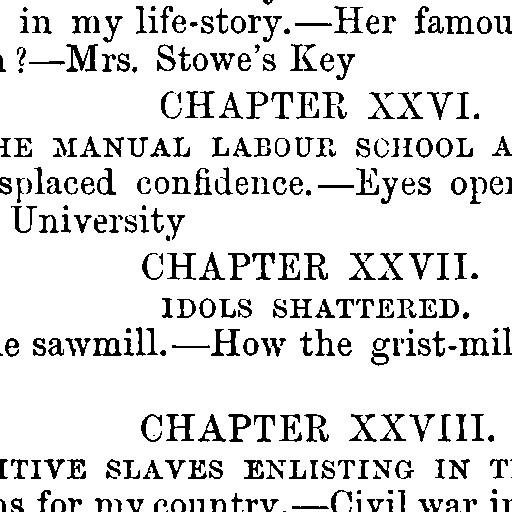 in my life-story.—Her famou
?—Mrs. Stowe's Key
CHAPTER XXVI.
HE MANUAL LABOUR SCHOOL A
splaced confidence.—Eyes open
University
CHAPTER XXVII.
IDOLS SHATTERED.
e sawmill.—How the grist-mil
CHAPTER XXVIII.
ITIVE SLAVES ENLISTING IN T
ns for my country.—Civil war in